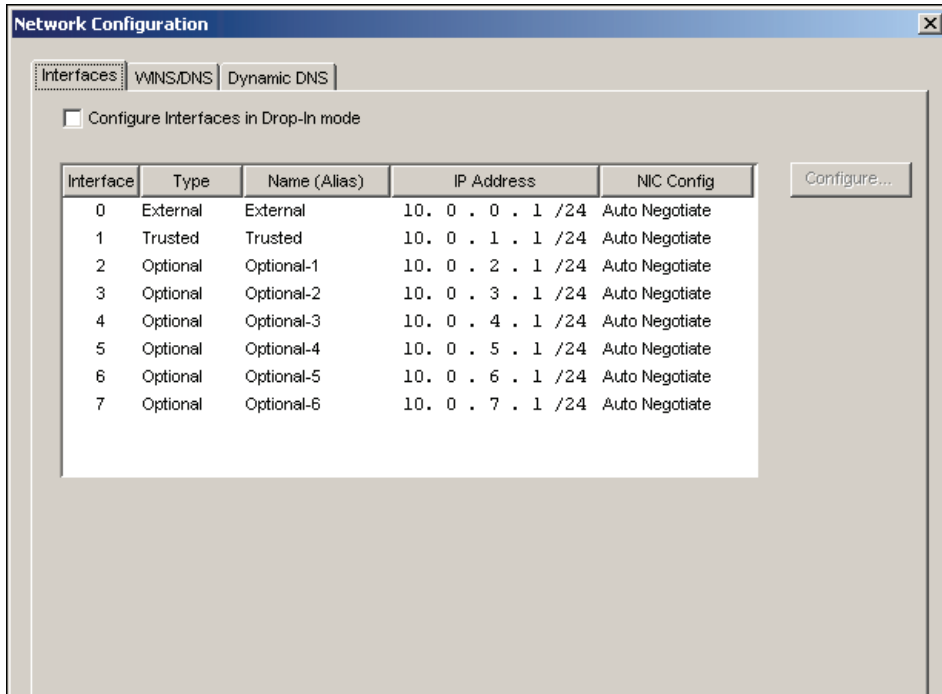 Network Configuration
Interfaces WINS/DNS Dynamic DNS
Configure Interfaces in Drop-In mode
Interface Type Name (Alias) IP Address NIC Config Configure...
0 External External 10. 0 . 0 . 1 /24 Auto Negotiate
1 Trusted Trusted 10. 0 . 1 . 1 /24 Auto Negotiate
2 Optional Optional-1 10. 0 . 2 . 1 /24 Auto Negotiate
3 Optional Optional-2 10. 0 . 3 . 1 /24 Auto Negotiate
4 Optional Optional-3 10. 0 . 4 . 1 /24 Auto Negotiate
5 Optional Optional-4 10. 0 . 5 . 1 /24 Auto Negotiate
6 Optional Optional-5 10. 0 . 6 . 1 /24 Auto Negotiate
7 Optional Optional-6 10. 0 . 7 . 1 /24 Auto Negotiate